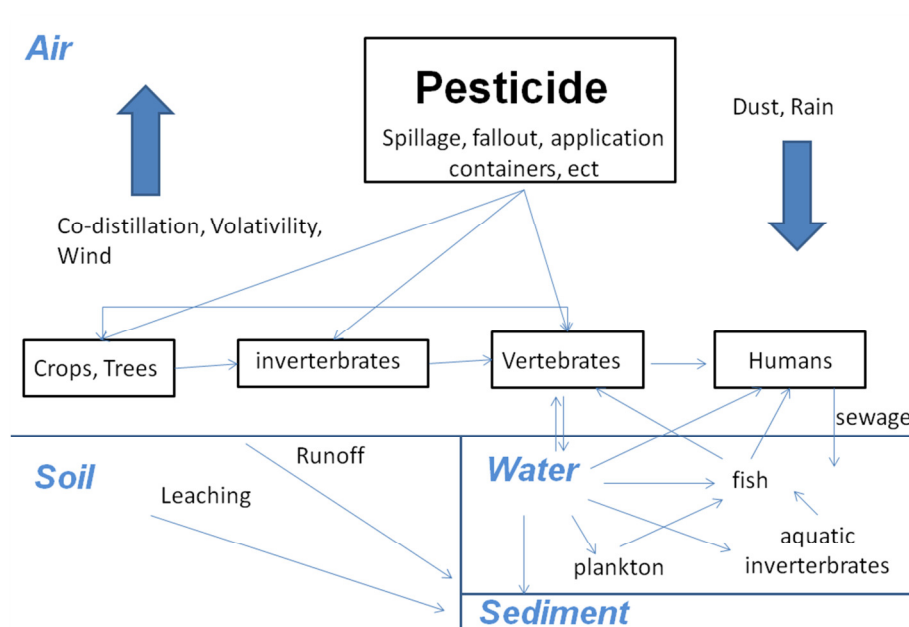 Air
Pesticide
Spillage, fallout, application
containers, ect
Dust, Rain
Co-distillation, Volativility,
Wind
Crops, Trees
inverterbrates
Vertebrates
Humans
sewage
Soil
Runoff
Leaching
Water
fish
aquatic
inverterbrates
plankton
Sediment